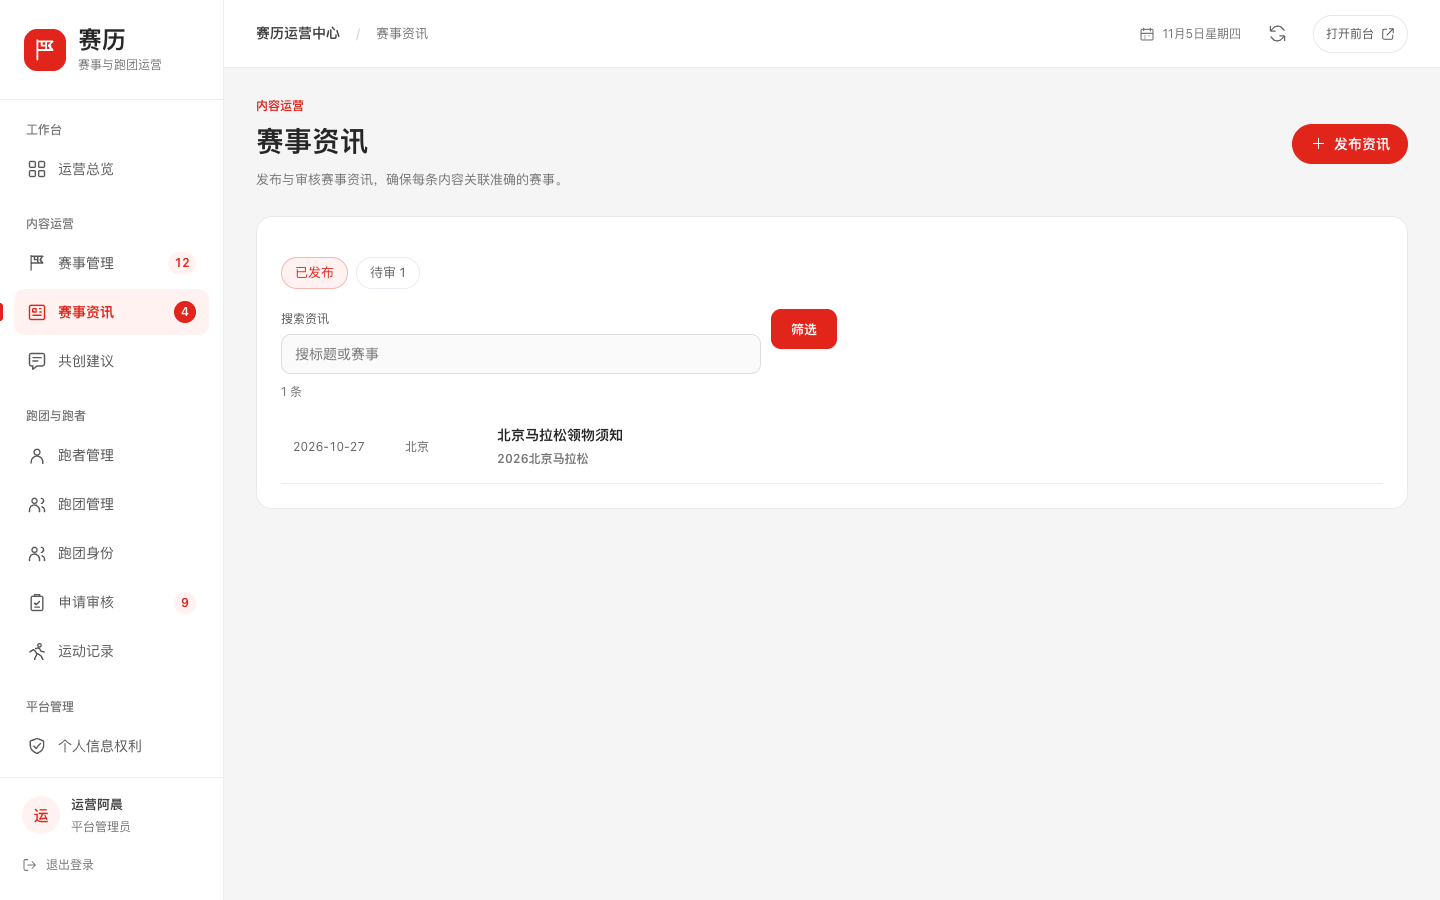 赛历
赛事与跑团运营
工作台
运营总览
内容运营
赛事管理 12
赛事资讯 4
共创建议
跑团与跑者
跑者管理
跑团管理
跑团身份
申请审核 9
运动记录
平台管理
个人信息权利
运
运营阿晨
平台管理员
退出登录
赛历运营中心 / 赛事资讯
11月5日星期四
打开前台
内容运营
赛事资讯
发布与审核赛事资讯，确保每条内容关联准确的赛事。
发布资讯
已发布
待审 1
搜索资讯
搜标题或赛事
筛选
1 条
2026-10-27
北京
北京马拉松领物须知
2026北京马拉松